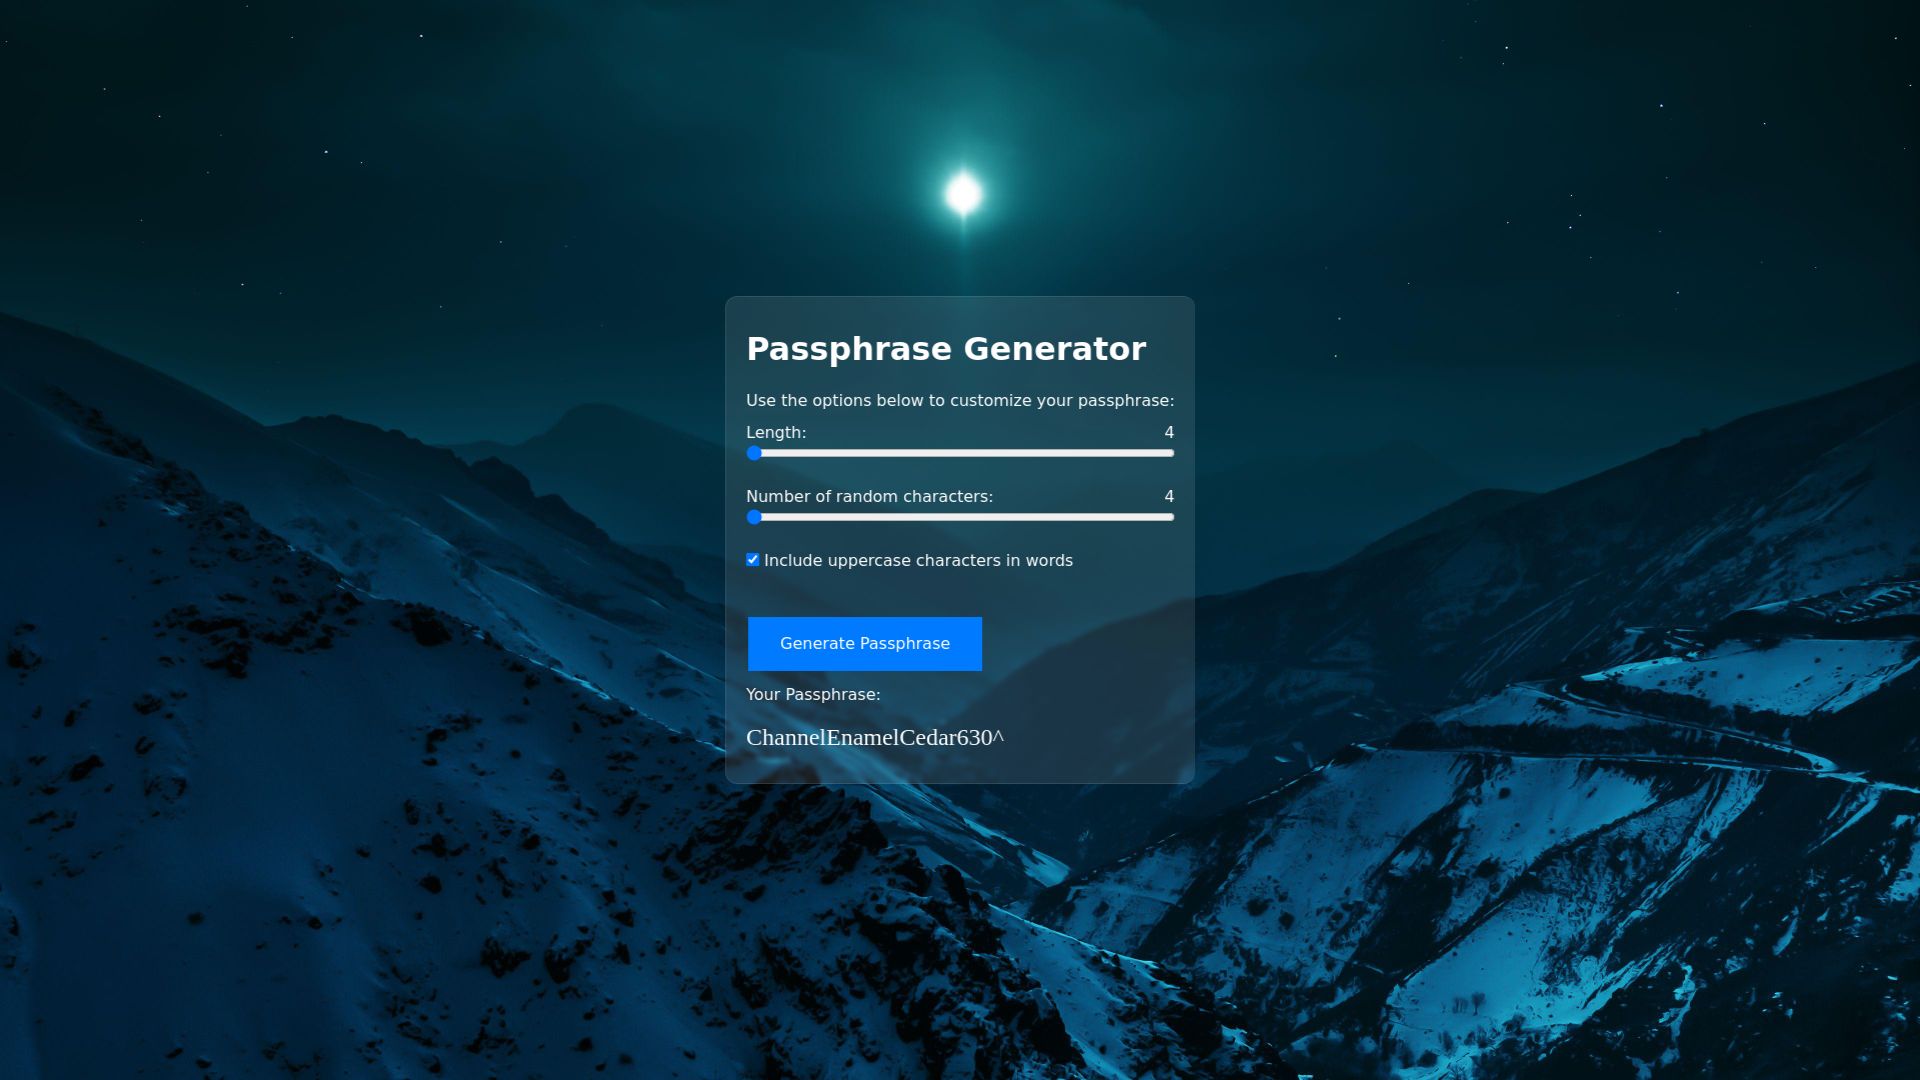 Passphrase Generator
Use the options below to customize your passphrase:
Length: 4
Number of random characters: 4
Include uppercase characters in words
Generate Passphrase
Your Passphrase:
ChannelEnamelCedar630^